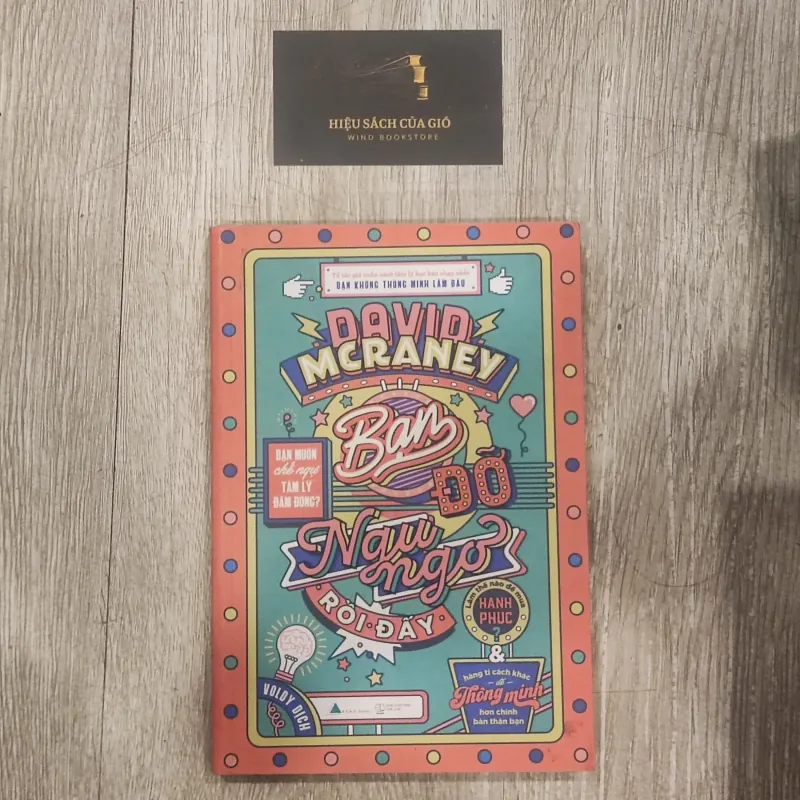 HIỆU SÁCH CỦA GIÓ
WIND BOOKSTORE
Từ tác giả cuốn sách tâm lý học bán chạy nhất
BẠN KHÔNG THÔNG MINH LẮM ĐÂU
DAVID
MCRANEY
Bạn
ĐỠ
Ngu
ngơ
RỒI ĐẤY
BẠN MUỐN
chế ngự
TÂM LÝ
ĐÁM ĐÔNG?
Làm thế nào để mua
HẠNH
PHÚC
?
&
hàng tỉ cách khác
để
Thông minh
hơn chính
bản thân bạn
VOLDY DỊCH